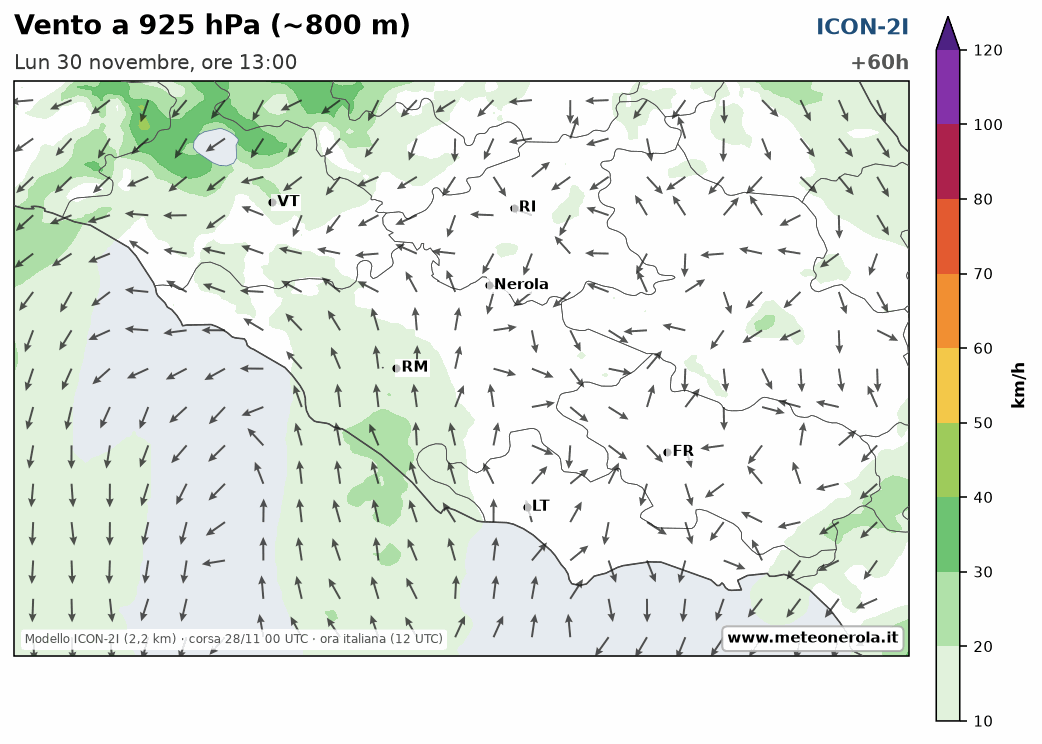 Vento a 925 hPa (~800 m)
ICON-2I
Lun 30 novembre, ore 13:00
+60h
VT
RI
Nerola
RM
FR
LT
120
100
80
70
60
50
40
30
20
10
km/h
Modello ICON-2I (2,2 km) · corsa 28/11 00 UTC · ora italiana (12 UTC)
www.meteonerola.it